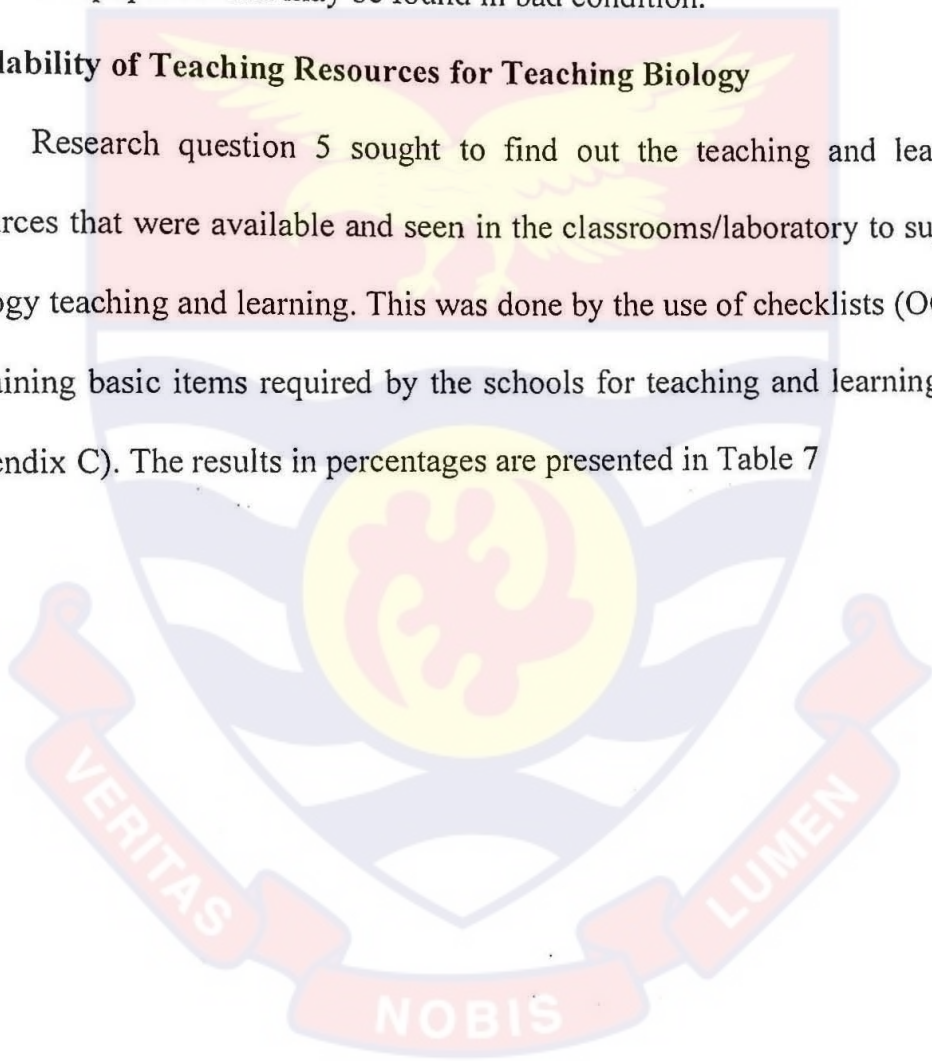 lability of Teaching Resources for Teaching Biology
Research question 5 sought to find out the teaching and lea
rces that were available and seen in the classrooms/laboratory to su
ogy teaching and learning. This was done by the use of checklists (O
ining basic items required by the schools for teaching and learning
endix C). The results in percentages are presented in Table 7
VERITAS
NOBIS
LUMEN